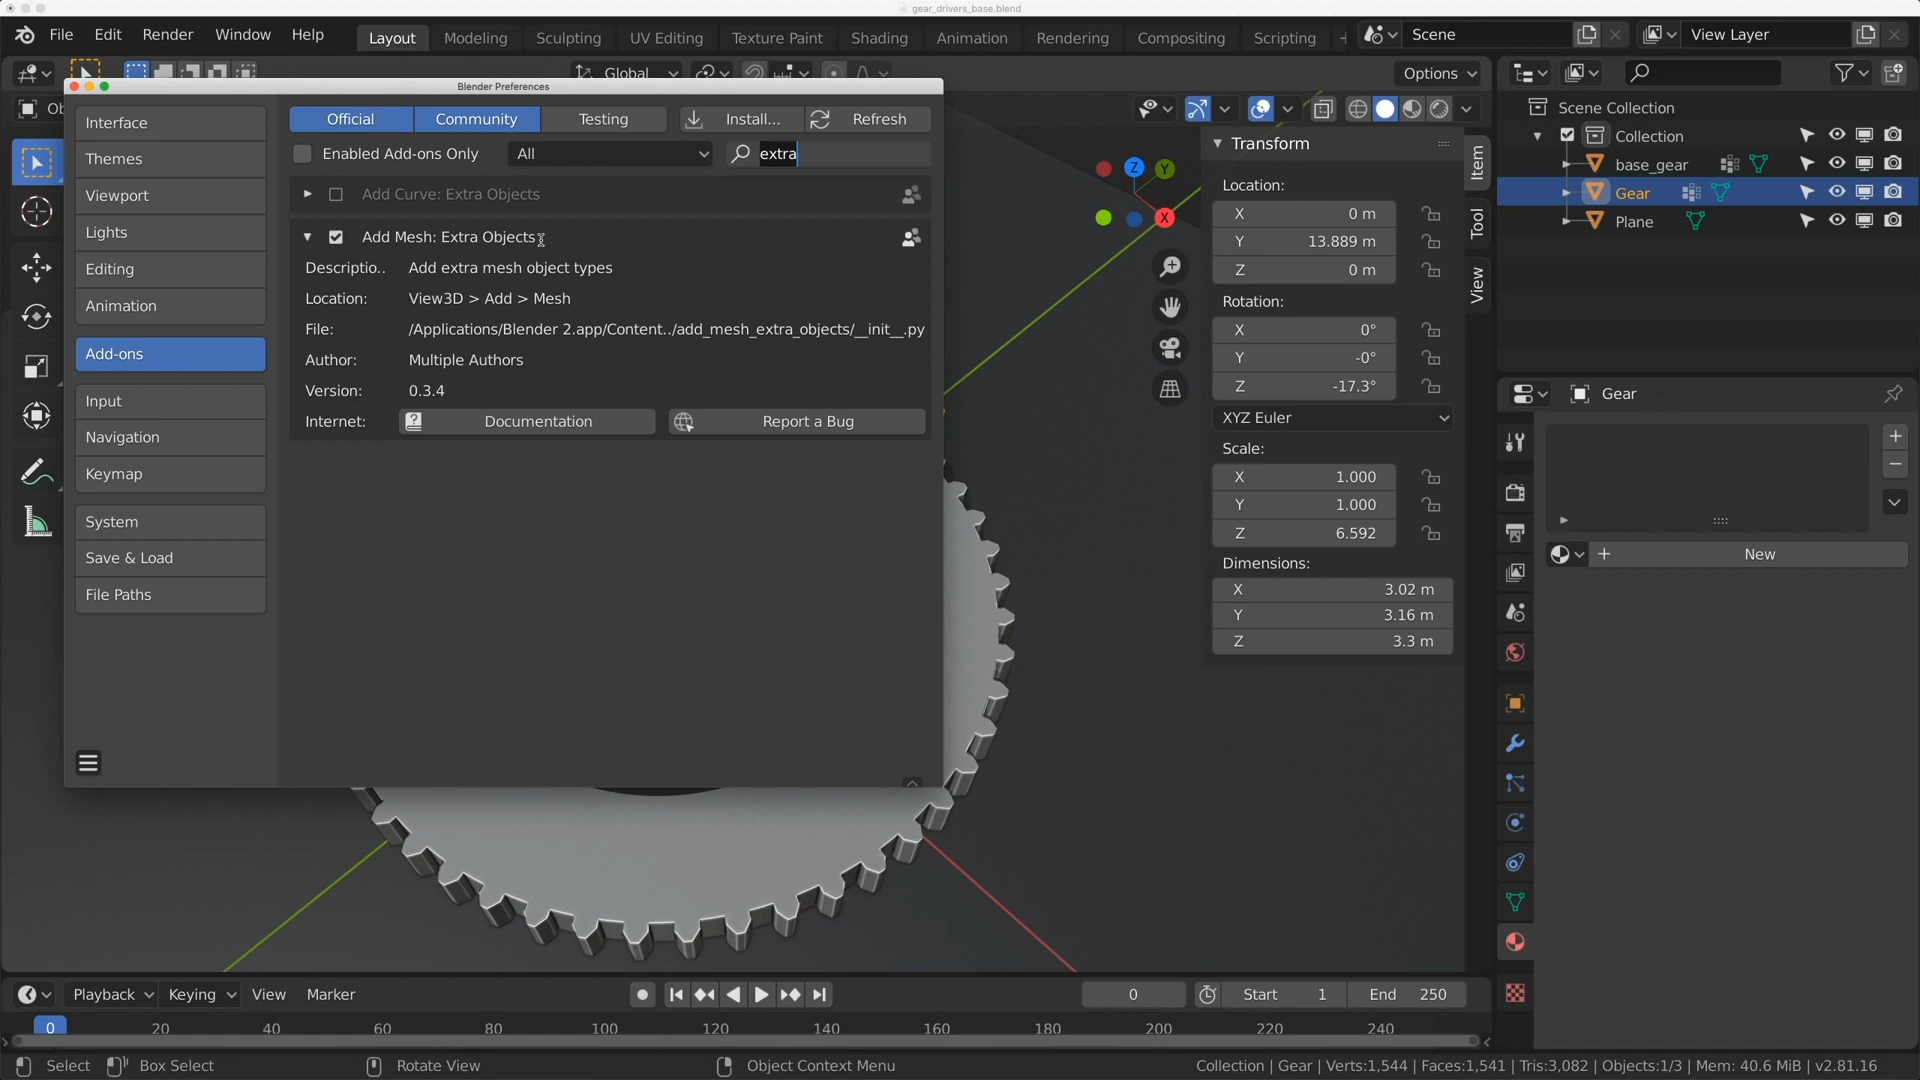 gear_drivers_base.blend
File Edit Render Window Help Layout Modeling Sculpting UV Editing Texture Paint Shading Animation Rendering Compositing Scripting Scene View Layer
Global Options
Blender Preferences
Ob
Interface
Themes
Viewport
Lights
Editing
Animation
Add-ons
Input
Navigation
Keymap
System
Save & Load
File Paths
Official Community Testing Install... Refresh
Enabled Add-ons Only All extra
Add Curve: Extra Objects
Add Mesh: Extra Objects
Descriptio.. Add extra mesh object types
Location: View3D > Add > Mesh
File: /Applications/Blender 2.app/Content../add_mesh_extra_objects/__init__.py
Author: Multiple Authors
Version: 0.3.4
Internet: Documentation Report a Bug
Z Y
X
Transform
Location:
X 0 m
Y 13.889 m
Z 0 m
Rotation:
X 0°
Y -0°
Z -17.3°
XYZ Euler
Scale:
X 1.000
Y 1.000
Z 6.592
Dimensions:
X 3.02 m
Y 3.16 m
Z 3.3 m
Item
Tool
View
Scene Collection
Collection
base_gear
Gear
Plane
Gear
New
Playback Keying View Marker 0 Start 1 End 250
0 20 40 60 80 100 120 140 160 180 200 220 240
Select Box Select Rotate View Object Context Menu Collection | Gear | Verts:1,544 | Faces:1,541 | Tris:3,082 | Objects:1/3 | Mem: 40.6 MiB | v2.81.16